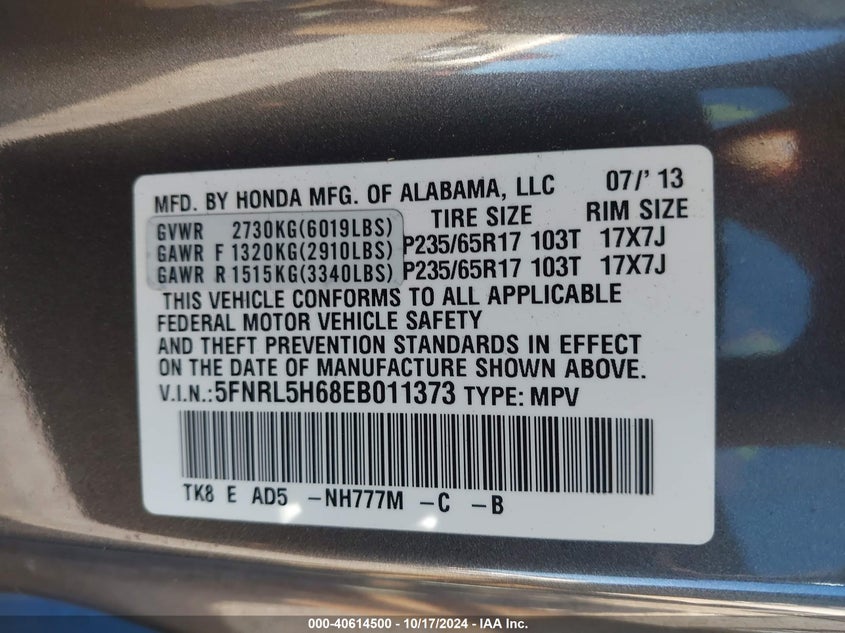 MFD. BY HONDA MFG. OF ALABAMA, LLC 07/' 13
GVWR 2730KG(6019LBS) TIRE SIZE RIM SIZE
GAWR F 1320KG(2910LBS) P235/65R17 103T 17X7J
GAWR R 1515KG(3340LBS) P235/65R17 103T 17X7J
THIS VEHICLE CONFORMS TO ALL APPLICABLE
FEDERAL MOTOR VEHICLE SAFETY
AND THEFT PREVENTION STANDARDS IN EFFECT
ON THE DATE OF MANUFACTURE SHOWN ABOVE.
V.I.N.: 5FNRL5H68EB011373 TYPE: MPV
TK8 E AD5 -NH777M -C -B
000-40614500 - 10/17/2024 - IAA Inc.